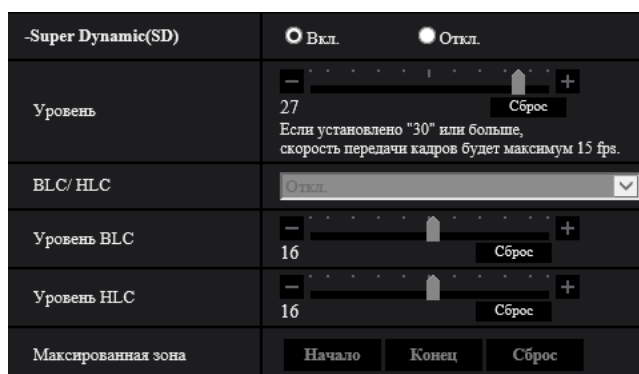 -Super Dynamic(SD) Вкл. Откл.
Уровень
27 Сброс
Если установлено "30" или больше,
скорость передачи кадров будет максимум 15 fps.
BLC/ HLC Откл.
Уровень BLC
16 Сброс
Уровень HLC
16 Сброс
Максированная зона Начало Конец Сброс